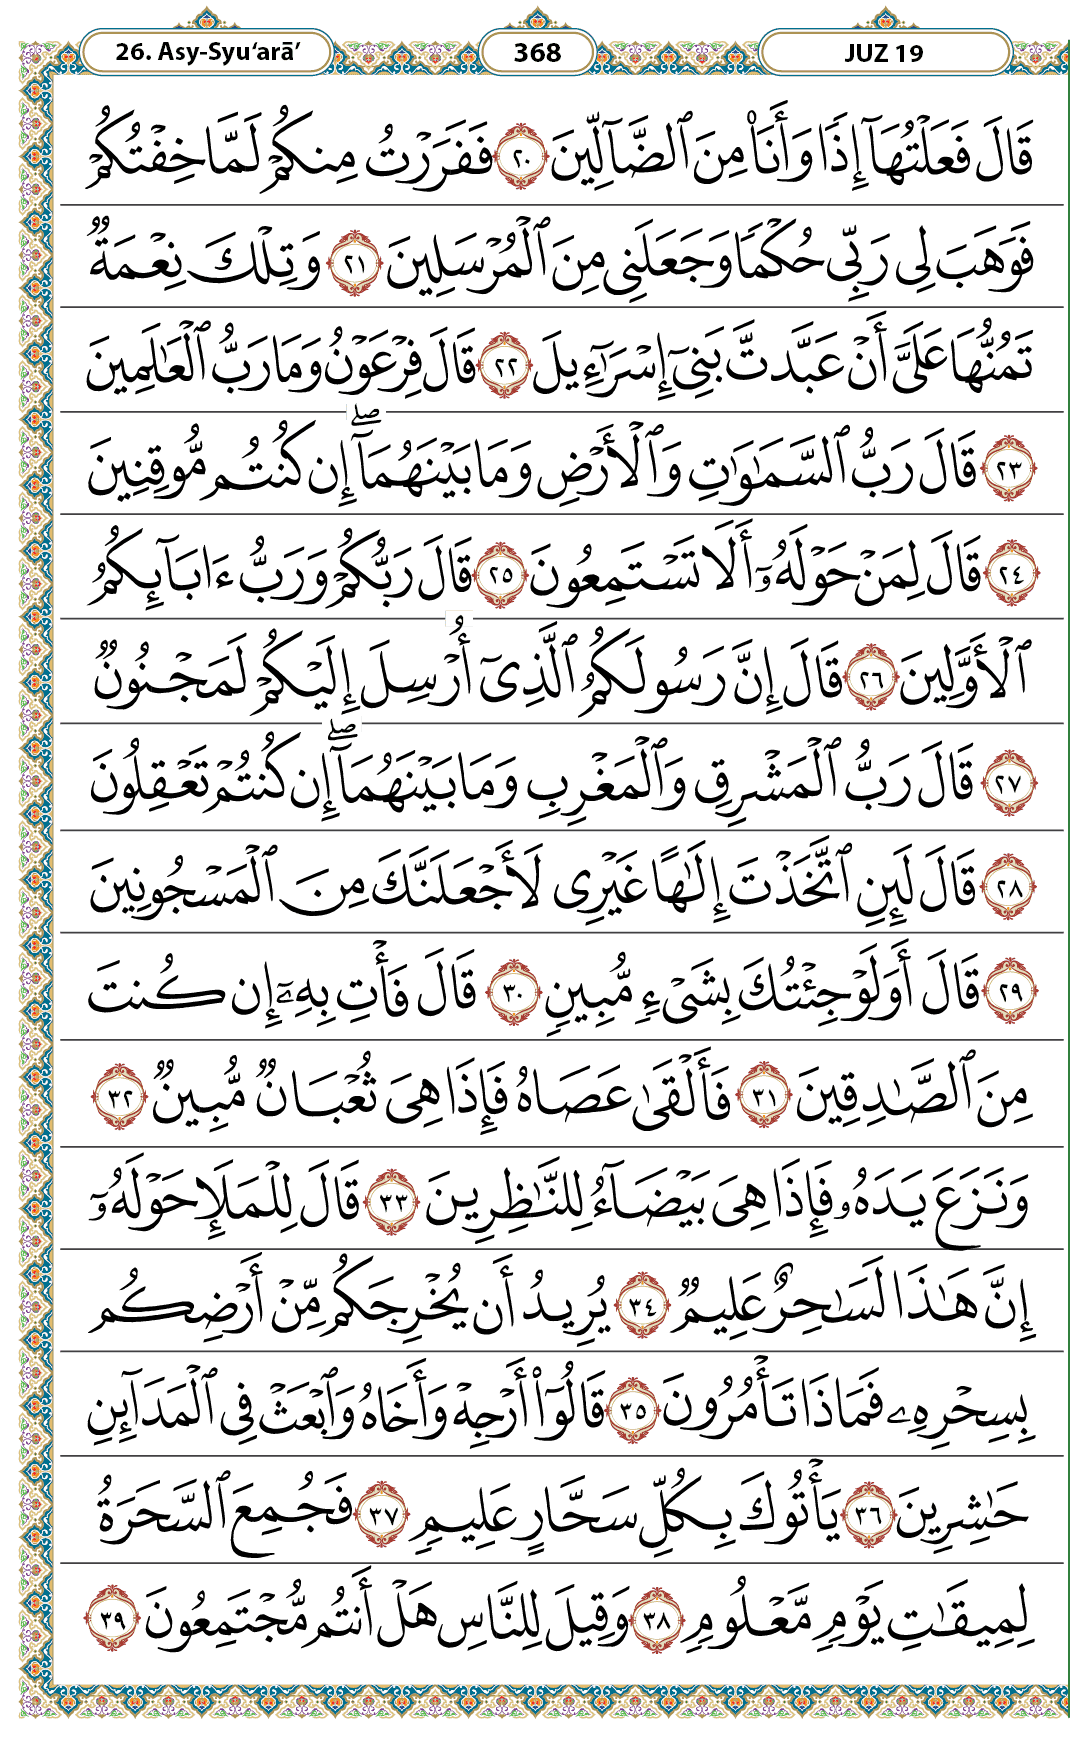 26. Asy-Syu‘arā’
368
JUZ 19
قَالَ فَعَلْتُهَآ إِذًا وَأَنَا۠ مِنَ ٱلضَّآلِّينَ ٢٠ فَفَرَرْتُ مِنكُمْ لَمَّا خِفْتُكُمْ
فَوَهَبَ لِى رَبِّى حُكْمًا وَجَعَلَنِى مِنَ ٱلْمُرْسَلِينَ ٢١ وَتِلْكَ نِعْمَةٌ
تَمُنُّهَا عَلَىَّ أَنْ عَبَّدتَّ بَنِىٓ إِسْرَٰٓءِيلَ ٢٢ قَالَ فِرْعَوْنُ وَمَا رَبُّ ٱلْعَٰلَمِينَ
٢٣ قَالَ رَبُّ ٱلسَّمَٰوَٰتِ وَٱلْأَرْضِ وَمَا بَيْنَهُمَآ ۖ إِن كُنتُم مُّوقِنِينَ
٢٤ قَالَ لِمَنْ حَوْلَهُۥٓ أَلَا تَسْتَمِعُونَ ٢٥ قَالَ رَبُّكُمْ وَرَبُّ ءَابَآئِكُمُ
ٱلْأَوَّلِينَ ٢٦ قَالَ إِنَّ رَسُولَكُمُ ٱلَّذِىٓ أُرْسِلَ إِلَيْكُمْ لَمَجْنُونٌ
٢٧ قَالَ رَبُّ ٱلْمَشْرِقِ وَٱلْمَغْرِبِ وَمَا بَيْنَهُمَآ ۖ إِن كُنتُمْ تَعْقِلُونَ
٢٨ قَالَ لَئِنِ ٱتَّخَذْتَ إِلَٰهًا غَيْرِى لَأَجْعَلَنَّكَ مِنَ ٱلْمَسْجُونِينَ
٢٩ قَالَ أَوَلَوْ جِئْتُكَ بِشَىْءٍ مُّبِينٍ ٣٠ قَالَ فَأْتِ بِهِۦٓ إِن كُنتَ
مِنَ ٱلصَّٰدِقِينَ ٣١ فَأَلْقَىٰ عَصَاهُ فَإِذَا هِىَ ثُعْبَانٌ مُّبِينٌ ٣٢
وَنَزَعَ يَدَهُۥ فَإِذَا هِىَ بَيْضَآءُ لِلنَّٰظِرِينَ ٣٣ قَالَ لِلْمَلَإِ حَوْلَهُۥٓ
إِنَّ هَٰذَا لَسَٰحِرٌ عَلِيمٌ ٣٤ يُرِيدُ أَن يُخْرِجَكُم مِّنْ أَرْضِكُم
بِسِحْرِهِۦ فَمَاذَا تَأْمُرُونَ ٣٥ قَالُوٓا۟ أَرْجِهْ وَأَخَاهُ وَٱبْعَثْ فِى ٱلْمَدَآئِنِ
حَٰشِرِينَ ٣٦ يَأْتُوكَ بِكُلِّ سَحَّارٍ عَلِيمٍ ٣٧ فَجُمِعَ ٱلسَّحَرَةُ
لِمِيقَٰتِ يَوْمٍ مَّعْلُومٍ ٣٨ وَقِيلَ لِلنَّاسِ هَلْ أَنتُم مُّجْتَمِعُونَ ٣٩